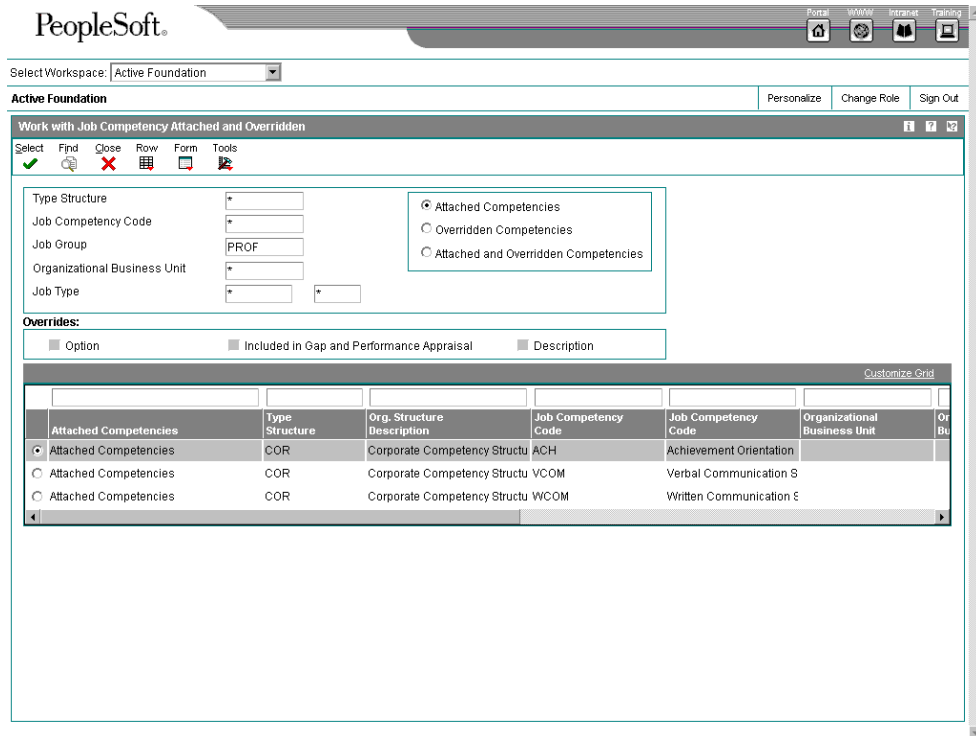 Portal WWW Intranet Training
PeopleSoft®
Select Workspace: Active Foundation
Active Foundation Personalize Change Role Sign Out
Work with Job Competency Attached and Overridden i ? ?
Select Find Close Row Form Tools
Type Structure * Attached Competencies
Job Competency Code * Overridden Competencies
Job Group PROF Attached and Overridden Competencies
Organizational Business Unit *
Job Type * *
Overrides:
Option Included in Gap and Performance Appraisal Description
Customize Grid
Type Org. Structure Job Competency Job Competency Organizational Or
Attached Competencies Structure Description Code Code Business Unit Bu
Attached Competencies COR Corporate Competency Structu ACH Achievement Orientation
Attached Competencies COR Corporate Competency Structu VCOM Verbal Communication S
Attached Competencies COR Corporate Competency Structu WCOM Written Communication S